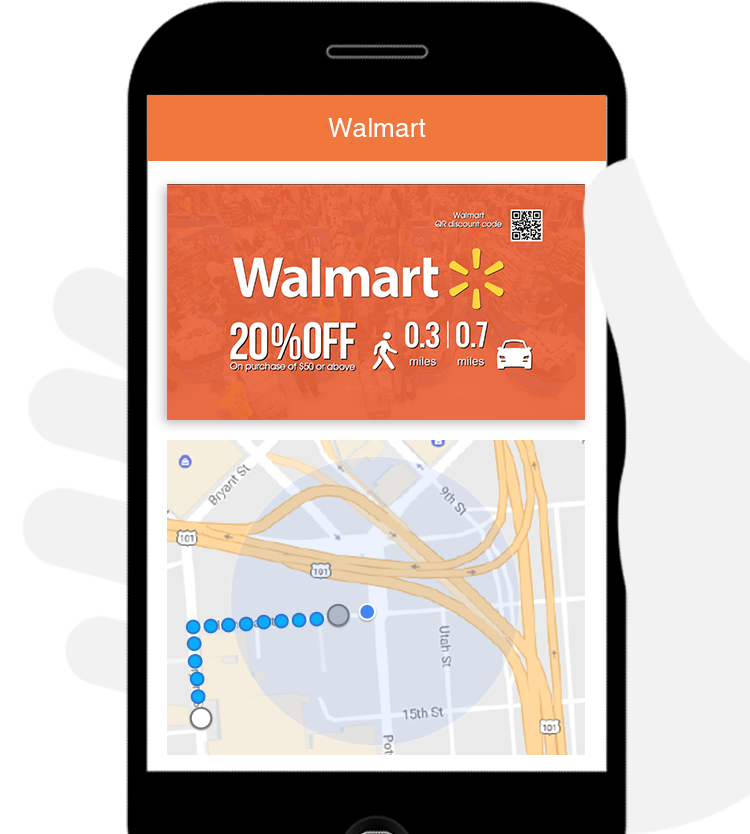 Walmart
Walmart
QR discount code
Walmart
20%OFF
On purchase of $50 or above
0.3 | 0.7
miles miles
Bryant St
9th St
101
101
Utah St
15th St
101
Pot